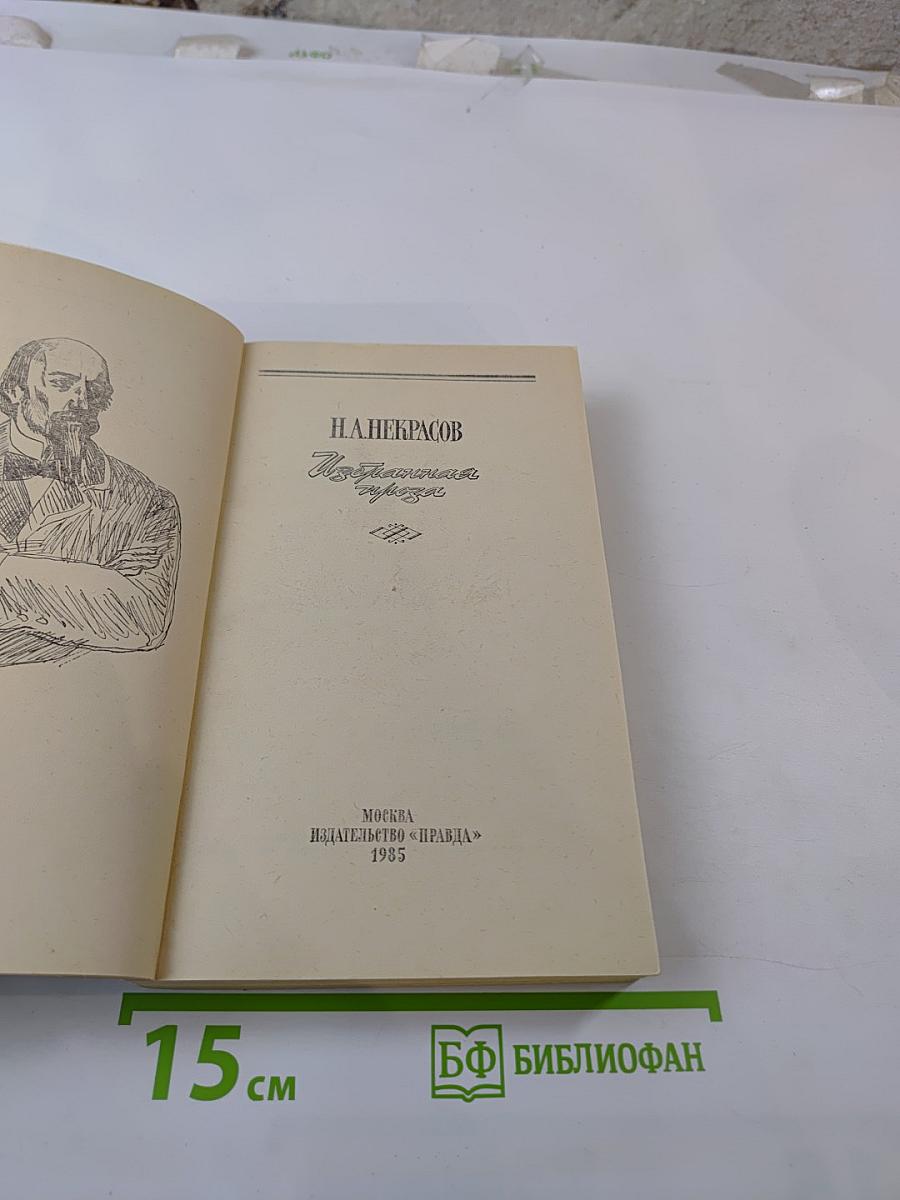 Н.А.НЕКРАСОВ
Избранная
проза
МОСКВА
ИЗДАТЕЛЬСТВО «ПРАВДА»
1985
15 см
БФ БИБЛИОФАН